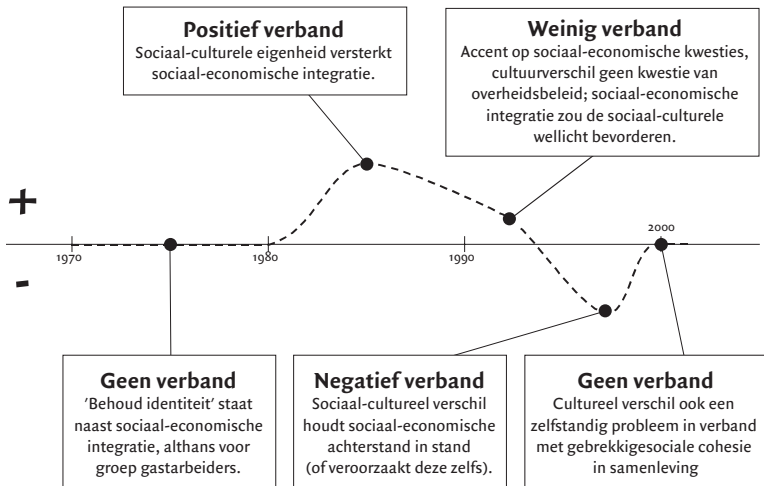 Positief verband
Sociaal-culturele eigenheid versterkt
sociaal-economische integratie.
Weinig verband
Accent op sociaal-economische kwesties,
cultuurverschil geen kwestie van
overheidsbeleid; sociaal-economische
integratie zou de sociaal-culturele
wellicht bevorderen.
+
-
1970
1980
1990
2000
Geen verband
'Behoud identiteit' staat
naast sociaal-economische
integratie, althans voor
groep gastarbeiders.
Negatief verband
Sociaal-cultureel verschil
houdt sociaal-economische
achterstand in stand
(of veroorzaakt deze zelfs).
Geen verband
Cultureel verschil ook een
zelfstandig probleem in verband
met gebrekkigesociale cohesie
in samenleving